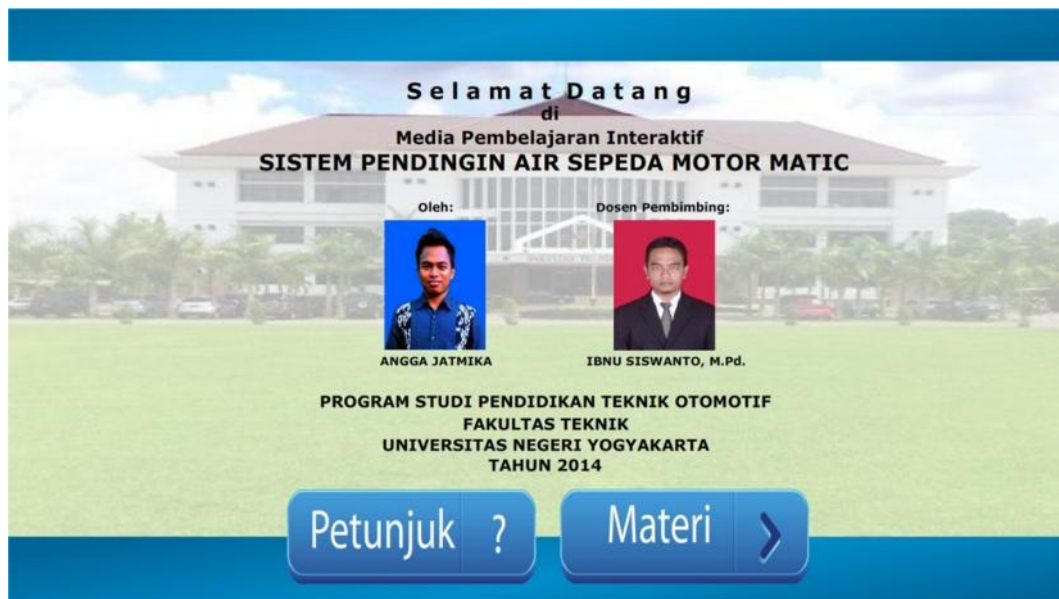 Selamat Datang
di
Media Pembelajaran Interaktif
SISTEM PENDINGIN AIR SEPEDA MOTOR MATIC
Oleh:
Dosen Pembimbing:
ANGGA JATMIKA
IBNU SISWANTO, M.Pd.
PROGRAM STUDI PENDIDIKAN TEKNIK OTOMOTIF
FAKULTAS TEKNIK
UNIVERSITAS NEGERI YOGYAKARTA
TAHUN 2014
Petunjuk ?
Materi